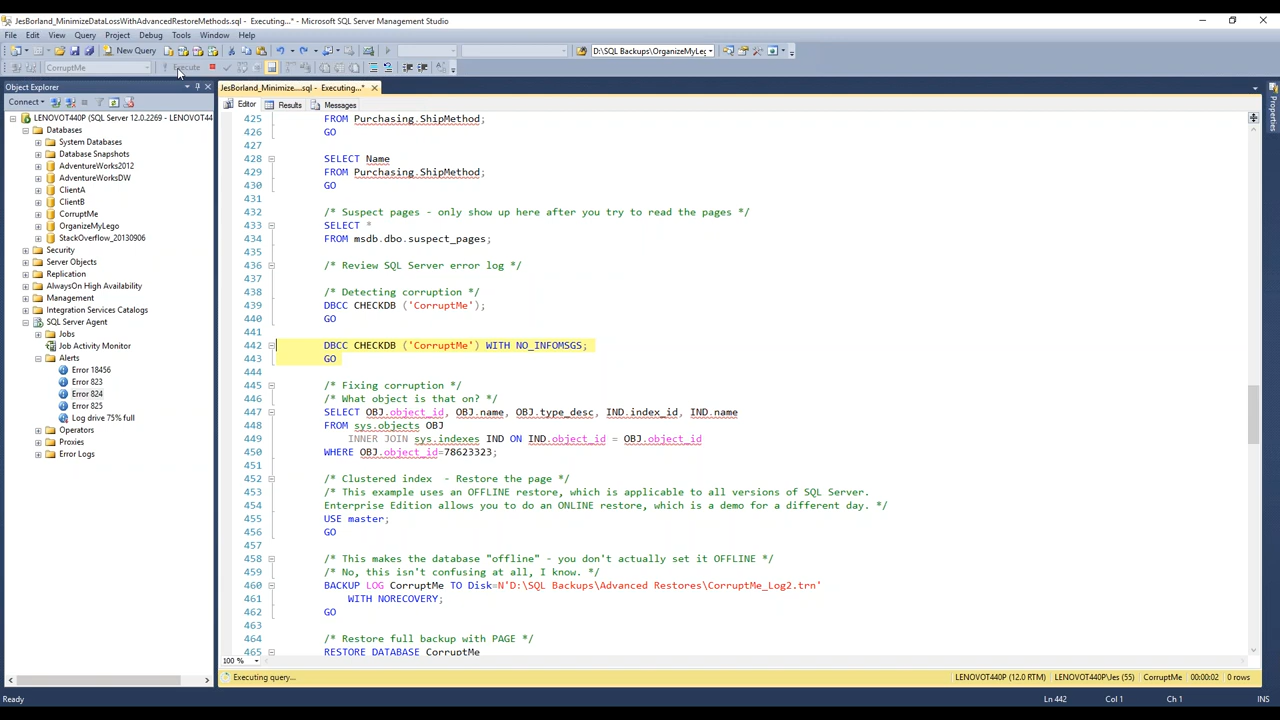 JesBorland_MinimizeDataLossWithAdvancedRestoreMethods.sql - Executing...* - Microsoft SQL Server Management Studio
File Edit View Query Project Debug Tools Window Help
New Query D:\SQL Backups\OrganizeMyLeg
CorruptMe Execute
Object Explorer
Connect
LENOVOT440P (SQL Server 12.0.2269 - LENOVOT44
Databases
System Databases
Database Snapshots
AdventureWorks2012
AdventureWorksDW
ClientA
ClientB
CorruptMe
OrganizeMyLego
StackOverflow_20130906
Security
Server Objects
Replication
AlwaysOn High Availability
Management
Integration Services Catalogs
SQL Server Agent
Jobs
Job Activity Monitor
Alerts
Error 18456
Error 823
Error 824
Error 825
Log drive 75% full
Operators
Proxies
Error Logs
JesBorland_Minimize....sql - Executing...*
Editor Results Messages
425 FROM Purchasing.ShipMethod;
426 GO
427
428 SELECT Name
429 FROM Purchasing.ShipMethod;
430 GO
431
432 /* Suspect pages - only show up here after you try to read the pages */
433 SELECT *
434 FROM msdb.dbo.suspect_pages;
435
436 /* Review SQL Server error log */
437
438 /* Detecting corruption */
439 DBCC CHECKDB ('CorruptMe');
440 GO
441
442 DBCC CHECKDB ('CorruptMe') WITH NO_INFOMSGS;
443 GO
444
445 /* Fixing corruption */
446 /* What object is that on? */
447 SELECT OBJ.object_id, OBJ.name, OBJ.type_desc, IND.index_id, IND.name
448 FROM sys.objects OBJ
449 INNER JOIN sys.indexes IND ON IND.object_id = OBJ.object_id
450 WHERE OBJ.object_id=78623323;
451
452 /* Clustered index  - Restore the page */
453 /* This example uses an OFFLINE restore, which is applicable to all versions of SQL Server.
454 Enterprise Edition allows you to do an ONLINE restore, which is a demo for a different day. */
455 USE master;
456 GO
457
458 /* This makes the database "offline" - you don't actually set it OFFLINE */
459 /* No, this isn't confusing at all, I know. */
460 BACKUP LOG CorruptMe TO Disk=N'D:\SQL Backups\Advanced Restores\CorruptMe_Log2.trn'
461 WITH NORECOVERY;
462 GO
463
464 /* Restore full backup with PAGE */
465 RESTORE DATABASE CorruptMe
100 %
Executing query... LENOVOT440P (12.0 RTM) LENOVOT440P\Jes (55) CorruptMe 00:00:02 0 rows
Ready Ln 442 Col 1 Ch 1 INS
Properties